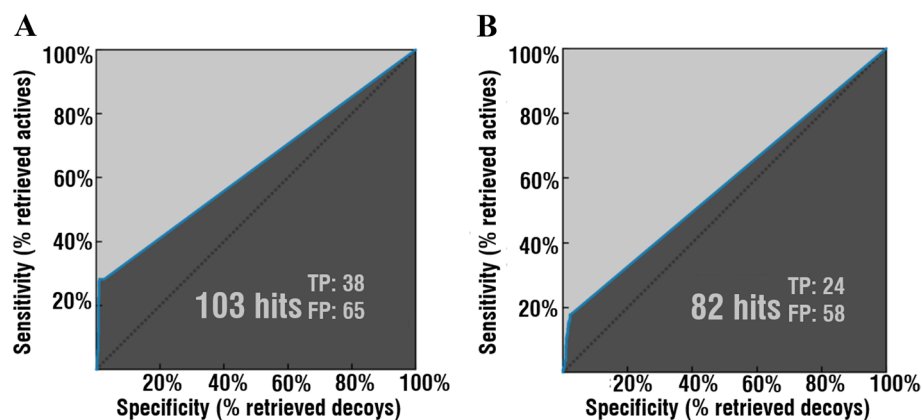 A
100%
80%
60%
40%
20%
Sensitivity (% retrieved actives)
103 hits
TP: 38
FP: 65
20% 40% 60% 80% 100%
Specificity (% retrieved decoys)
B
100%
80%
60%
40%
20%
Sensitivity (% retrieved actives)
82 hits
TP: 24
FP: 58
20% 40% 60% 80% 100%
Specificity (% retrieved decoys)